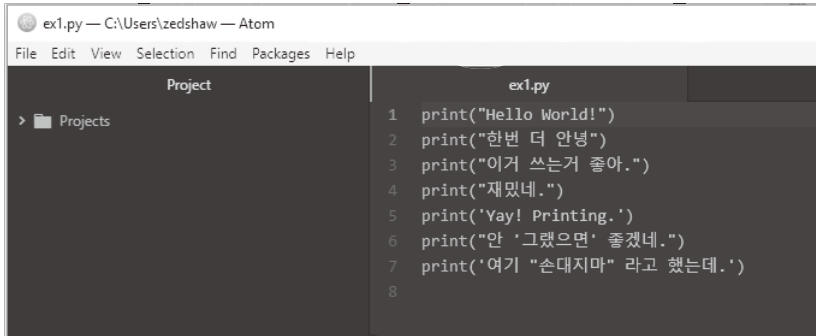 ex1.py — C:\Users\zedshaw — Atom
File Edit View Selection Find Packages Help
Project
Projects
ex1.py
1 print("Hello World!")
2 print("한번 더 안녕")
3 print("이거 쓰는거 좋아.")
4 print("재밌네.")
5 print('Yay! Printing.')
6 print("안 '그랬으면' 좋겠네.")
7 print('여기 "손대지마" 라고 했는데.')
8